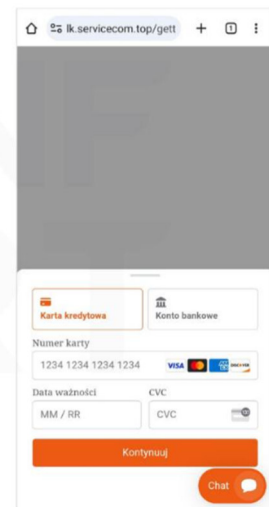 lk.servicecom.top/gett
1
Karta kredytowa
Konto bankowe
Numer karty
1234 1234 1234 1234 VISA DISCOVER
Data ważności CVC
MM / RR CVC
Kontynuuj
Chat